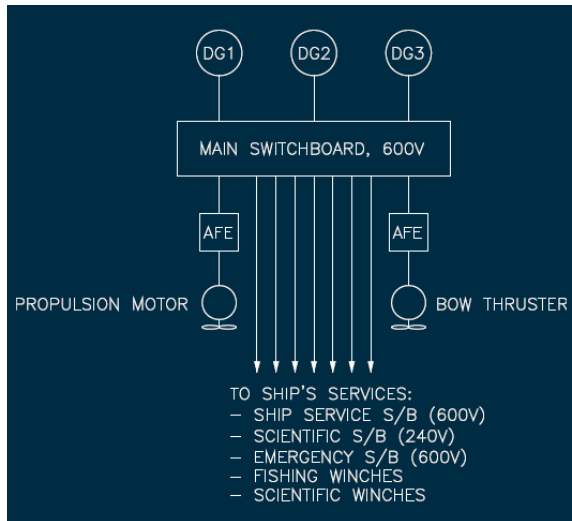 DG1 DG2 DG3
MAIN SWITCHBOARD, 600V
AFE AFE
PROPULSION MOTOR BOW THRUSTER
TO SHIP'S SERVICES:
– SHIP SERVICE S/B (600V)
– SCIENTIFIC S/B (240V)
– EMERGENCY S/B (600V)
– FISHING WINCHES
– SCIENTIFIC WINCHES